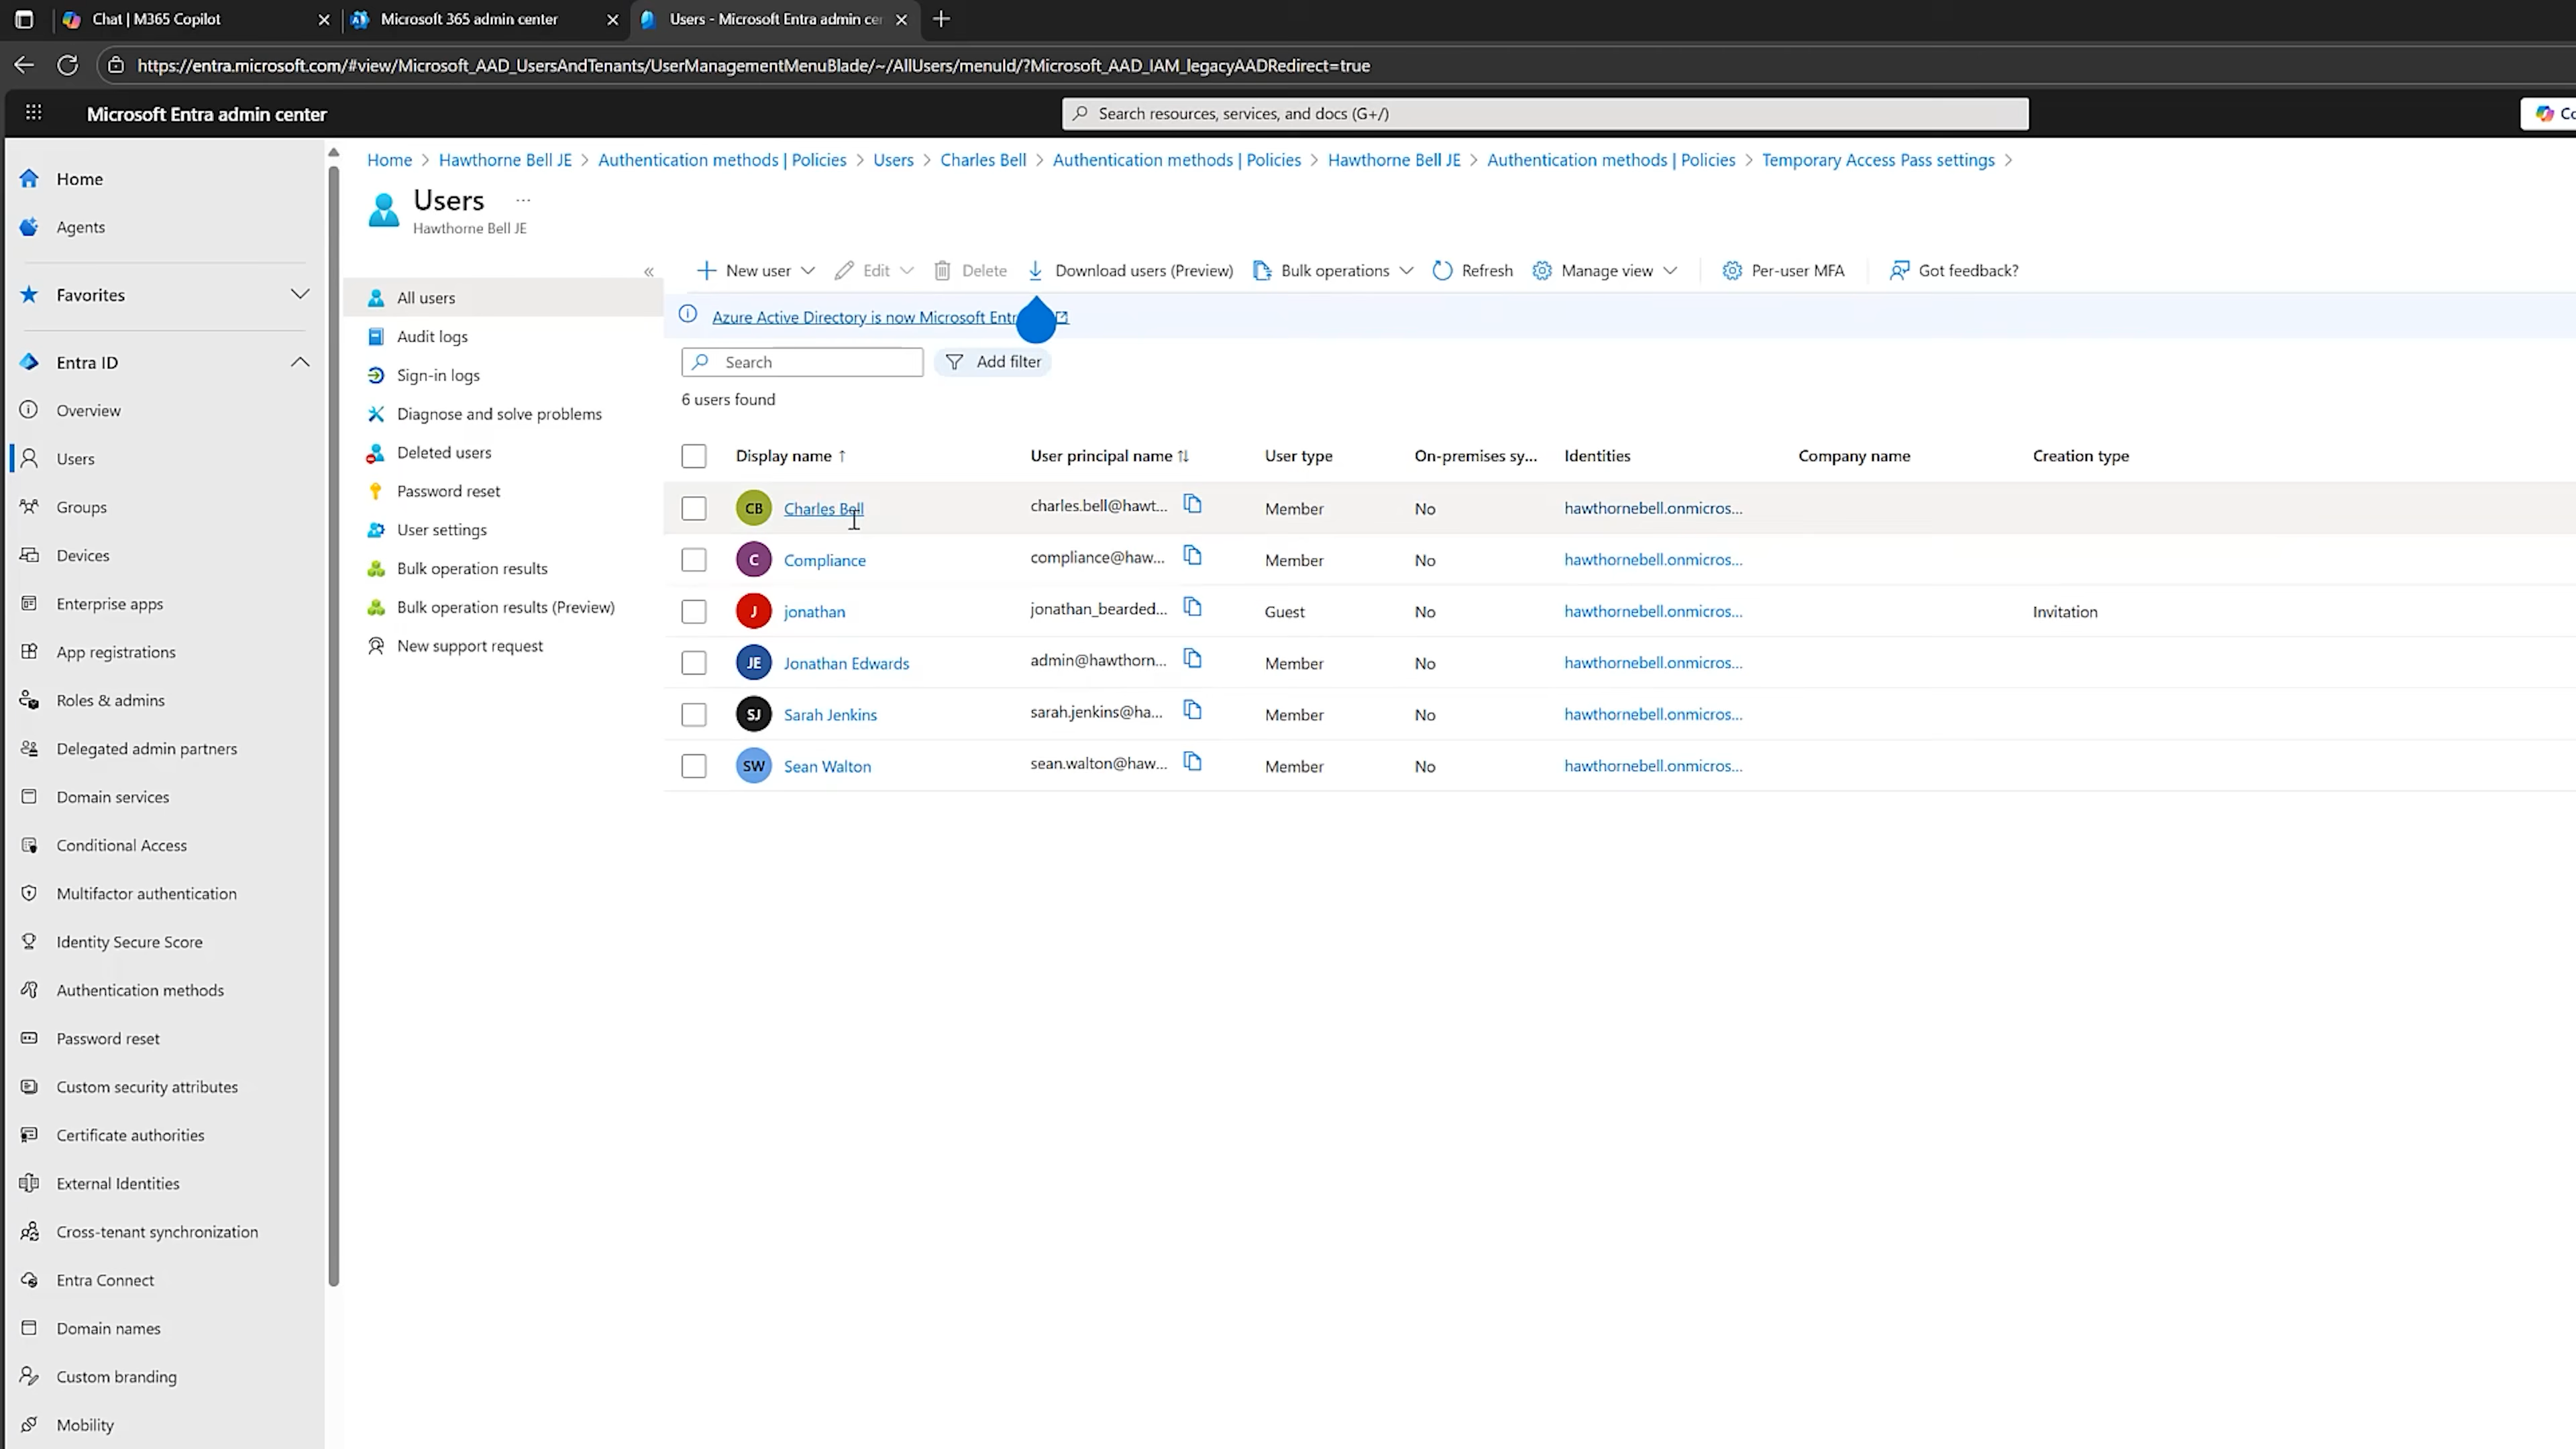 Chat | M365 Copilot
Microsoft 365 admin center
Users - Microsoft Entra admin cer
https://entra.microsoft.com/#view/Microsoft_AAD_UsersAndTenants/UserManagementMenuBlade/~/AllUsers/menuId/?Microsoft_AAD_IAM_legacyAADRedirect=true
Microsoft Entra admin center
Search resources, services, and docs (G+/)
Home > Hawthorne Bell JE > Authentication methods | Policies > Users > Charles Bell > Authentication methods | Policies > Hawthorne Bell JE > Authentication methods | Policies > Temporary Access Pass settings >
Users ...
Hawthorne Bell JE
Home
Agents
Favorites
Entra ID
Overview
Users
Groups
Devices
Enterprise apps
App registrations
Roles & admins
Delegated admin partners
Domain services
Conditional Access
Multifactor authentication
Identity Secure Score
Authentication methods
Password reset
Custom security attributes
Certificate authorities
External Identities
Cross-tenant synchronization
Entra Connect
Domain names
Custom branding
Mobility
All users
Audit logs
Sign-in logs
Diagnose and solve problems
Deleted users
Password reset
User settings
Bulk operation results
Bulk operation results (Preview)
New support request
New user Edit Delete Download users (Preview) Bulk operations Refresh Manage view Per-user MFA Got feedback?
Azure Active Directory is now Microsoft Entr
Search Add filter
6 users found
Display name ↑ User principal name ↑↓ User type On-premises sy... Identities Company name Creation type
CB Charles Bell charles.bell@hawt... Member No hawthornebell.onmicros...
C Compliance compliance@haw... Member No hawthornebell.onmicros...
J jonathan jonathan_bearded... Guest No hawthornebell.onmicros... Invitation
JE Jonathan Edwards admin@hawthorn... Member No hawthornebell.onmicros...
SJ Sarah Jenkins sarah.jenkins@ha... Member No hawthornebell.onmicros...
SW Sean Walton sean.walton@haw... Member No hawthornebell.onmicros...